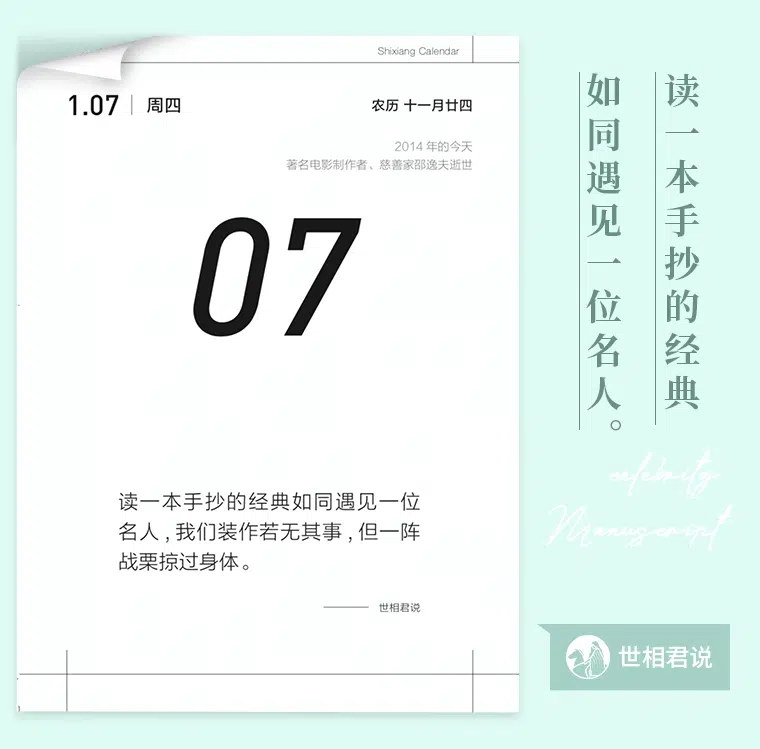 Shixiang Calendar
1.07 周四
农历 十一月廿四
2014 年的今天
著名电影制作者、慈善家邵逸夫逝世
07
读一本手抄的经典如同遇见一位
名人,我们装作若无其事,但一阵
战栗掠过身体。
世相君说
读一本手抄的经典
如同遇见一位名人。
celebrity
Manuscript
世相君说